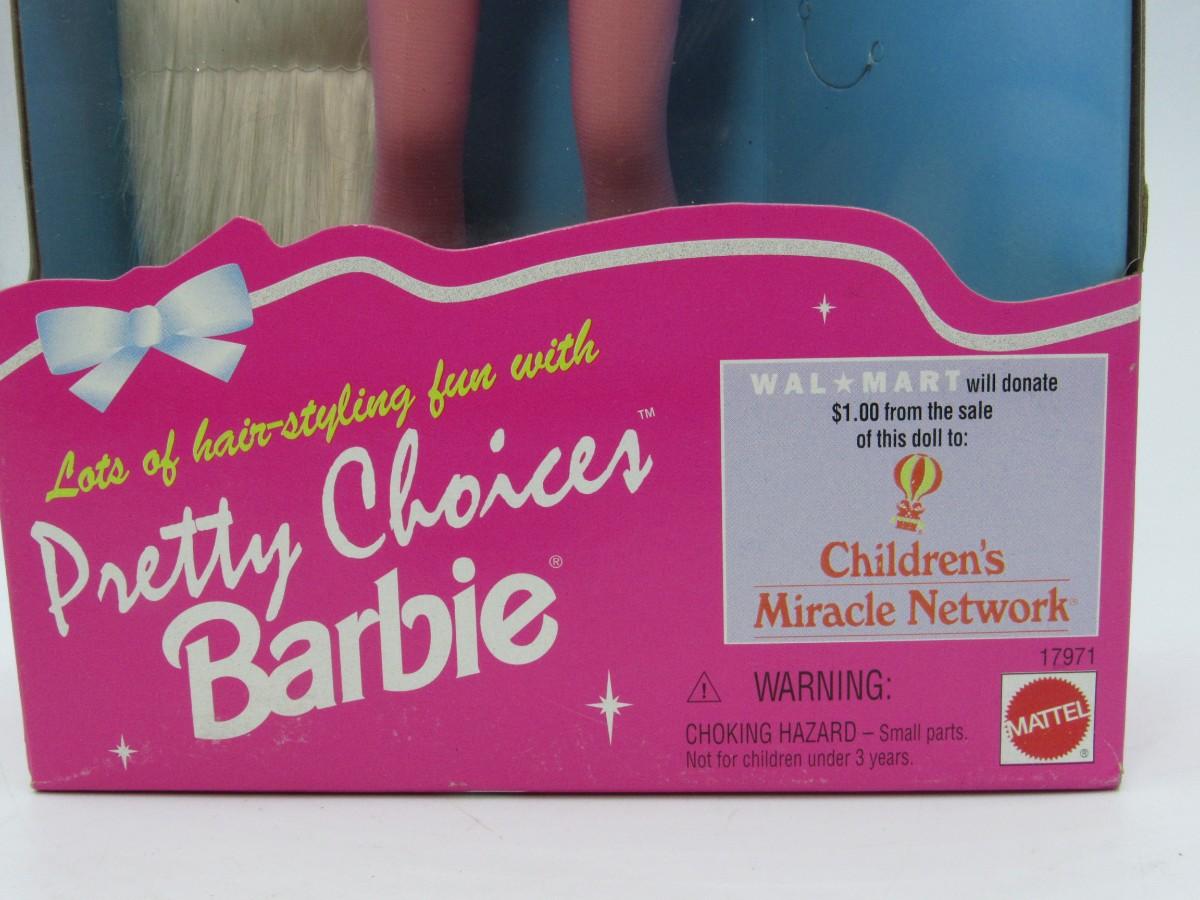 Lots of hair-styling fun with
Pretty Choices™
Barbie®
WAL★MART will donate
$1.00 from the sale
of this doll to:
Children's
Miracle Network®
17971
⚠ WARNING:
CHOKING HAZARD – Small parts.
Not for children under 3 years.
MATTEL®